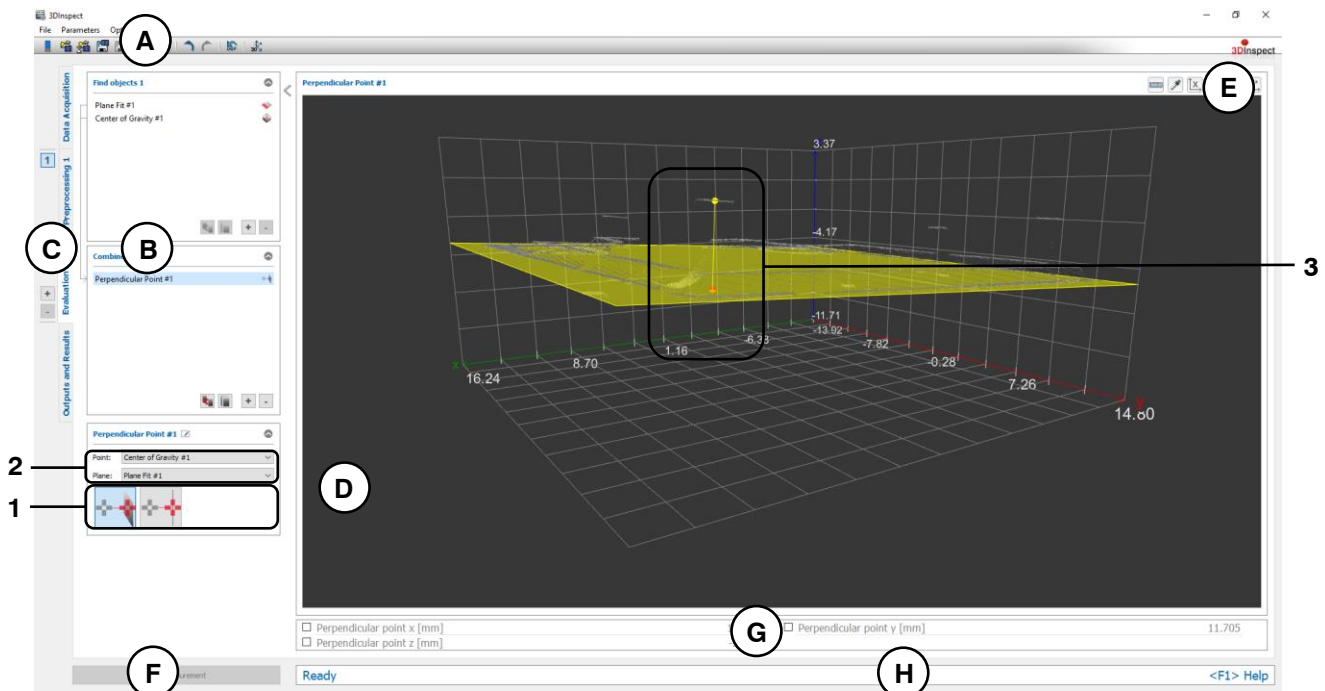 3DInspect
File Parameters
A
3DInspect
Data Acquisition
Preprocessing 1
Evaluation
Outputs and Results
1
+
-
C
Find objects 1
Plane Fit #1
Center of Gravity #1
+ -
B
Perpendicular Point #1
+ -
Perpendicular Point #1
Point: Center of Gravity #1
Plane: Plane Fit #1
2
1
F
Perpendicular Point #1
E
3.37
-4.17
-11.71
-13.92
-6.38
1.16
8.70
16.24
x
-7.82
-0.28
7.26
14.80
y
3
D
Perpendicular point x [mm]
G
Perpendicular point y [mm] 11.705
Perpendicular point z [mm]
Ready
H
<F1> Help